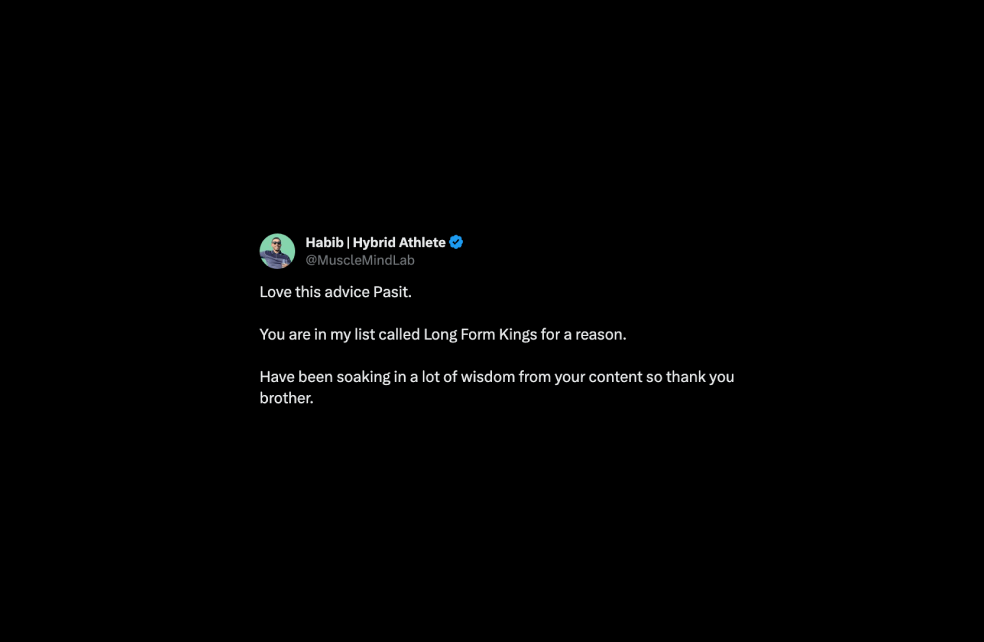 Habib | Hybrid Athlete
@MuscleMindLab
Love this advice Pasit.
You are in my list called Long Form Kings for a reason.
Have been soaking in a lot of wisdom from your content so thank you
brother.